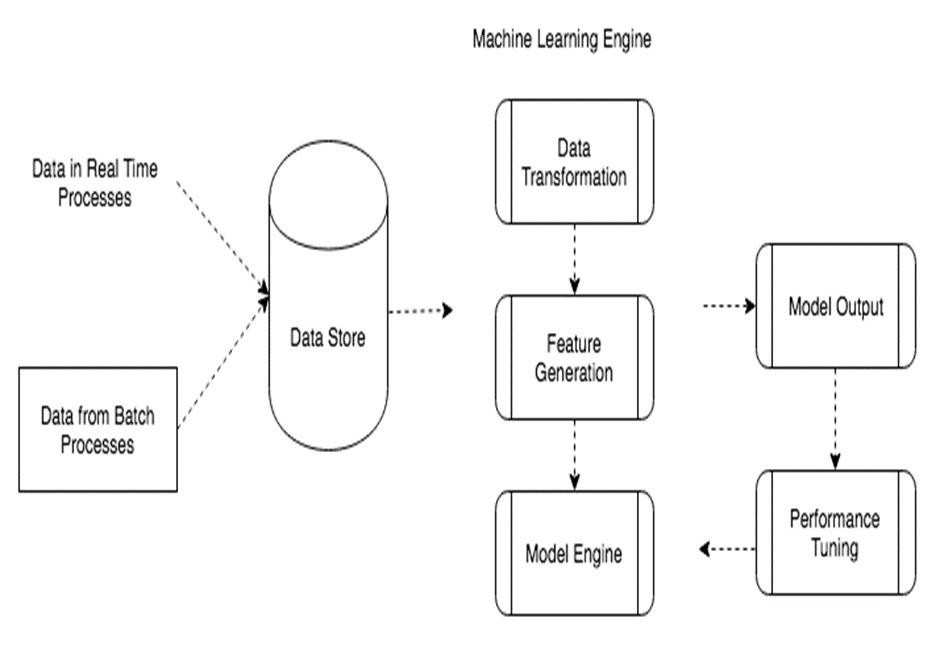 Machine Learning Engine
Data in Real Time
Processes
Data from Batch
Processes
Data Store
Data
Transformation
Feature
Generation
Model Engine
Model Output
Performance
Tuning